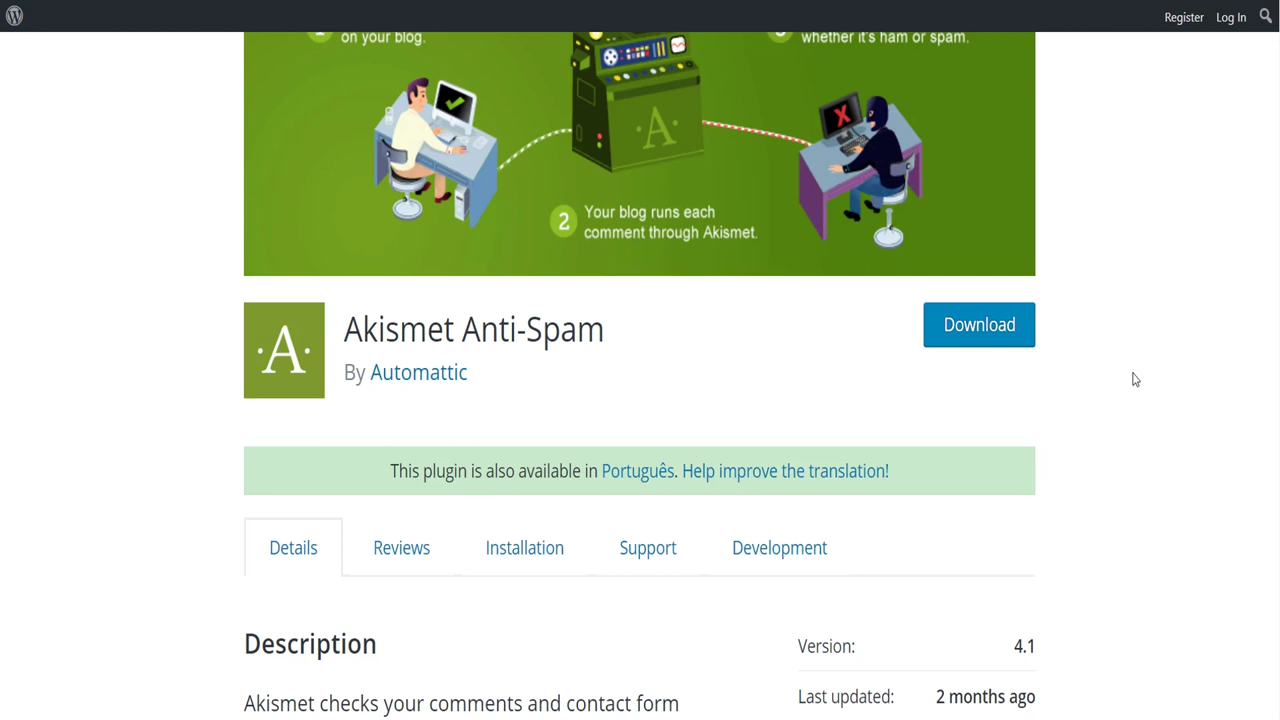 Register Log In
on your blog.
whether it's ham or spam.
A
2 Your blog runs each
comment through Akismet.
·A·
Akismet Anti-Spam
Download
By Automattic
This plugin is also available in Português. Help improve the translation!
Details Reviews Installation Support Development
Description
Version: 4.1
Last updated: 2 months ago
Akismet checks your comments and contact form